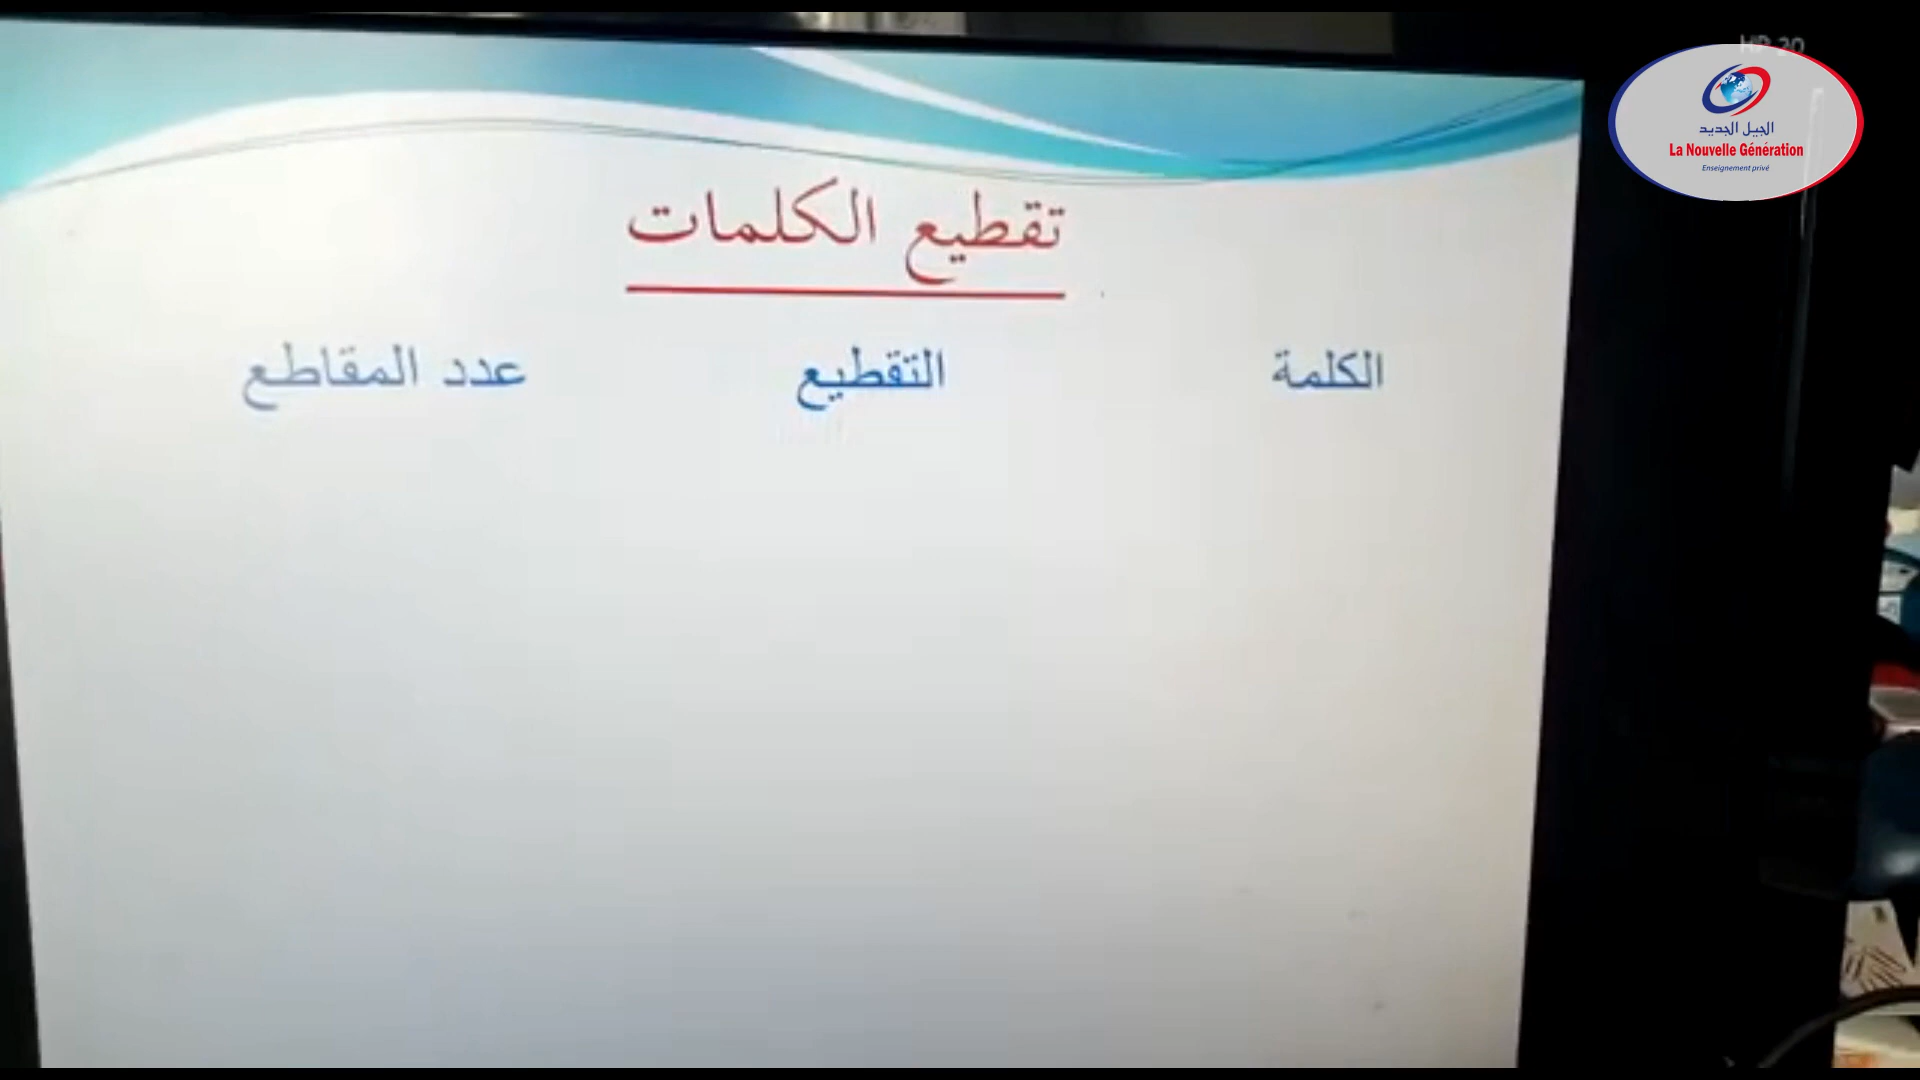 تقطيع الكلمات
الكلمة التقطيع عدد المقاطع
الجيل الجديد
La Nouvelle Génération
Enseignement privé